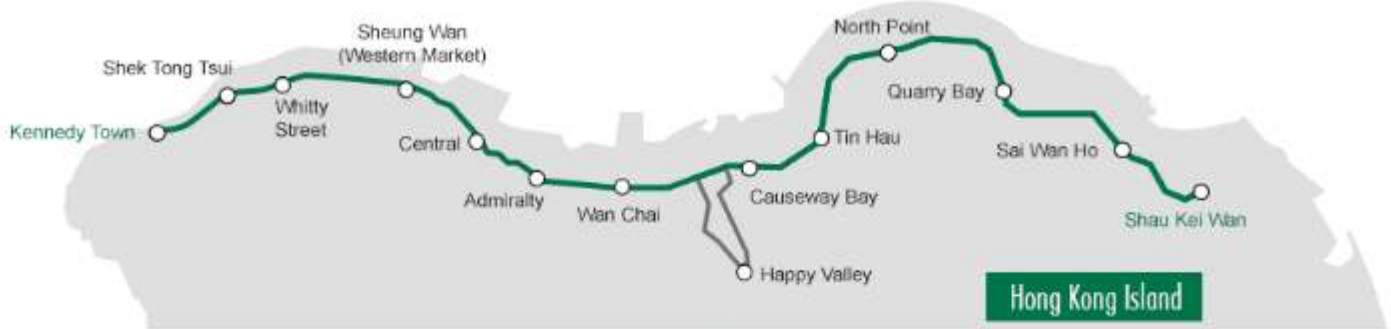 Sheung Wan
(Western Market)
Shek Tong Tsui
Whitty
Street
Kennedy Town
Central
Admiralty
Wan Chai
Causeway Bay
Happy Valley
Tin Hau
North Point
Quarry Bay
Sai Wan Ho
Shau Kei Wan
Hong Kong Island